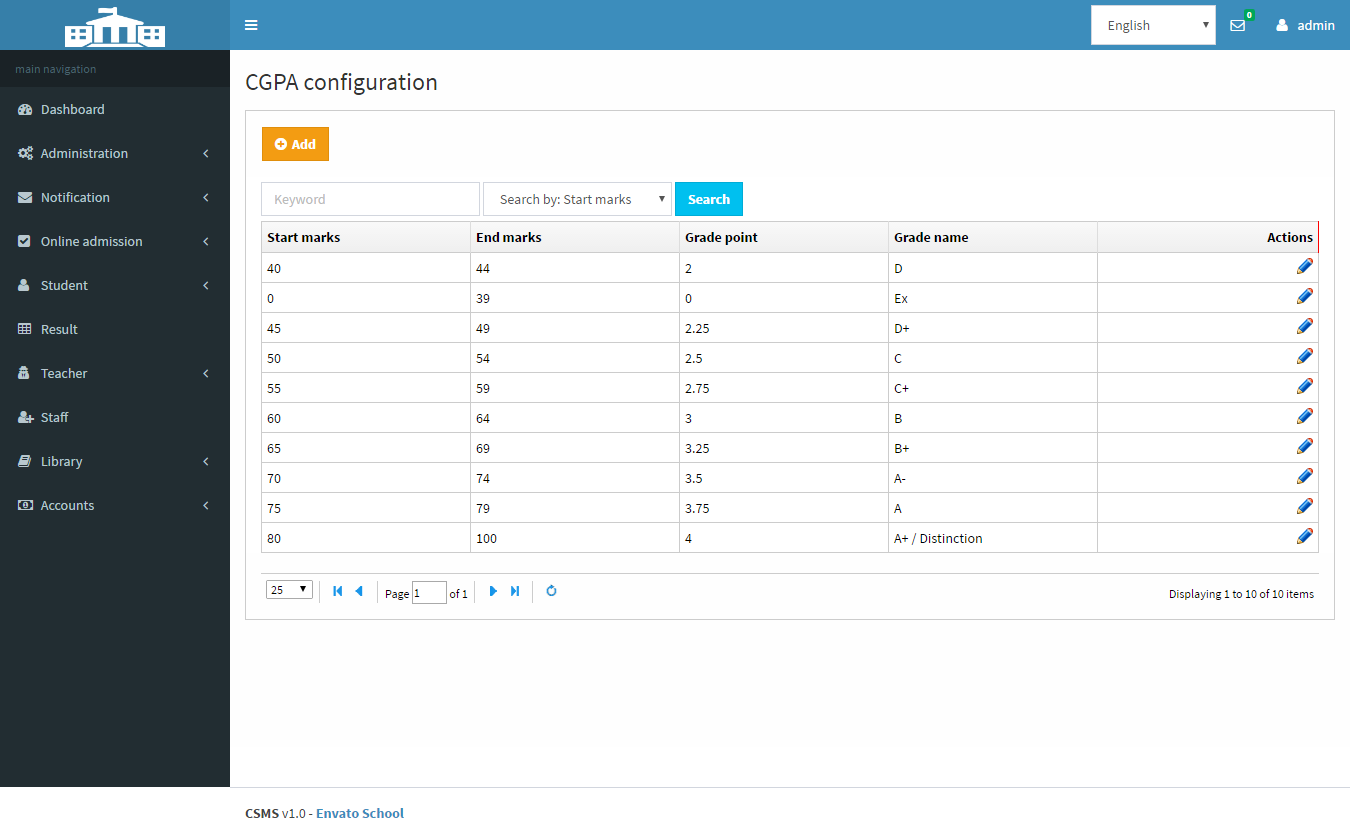 English
0
admin
main navigation
Dashboard
Administration
Notification
Online admission
Student
Result
Teacher
Staff
Library
Accounts
CGPA configuration
Add
Keyword
Search by: Start marks
Search
Start marks End marks Grade point Grade name Actions
40 44 2 D
0 39 0 Ex
45 49 2.25 D+
50 54 2.5 C
55 59 2.75 C+
60 64 3 B
65 69 3.25 B+
70 74 3.5 A-
75 79 3.75 A
80 100 4 A+ / Distinction
25 Page 1 of 1 Displaying 1 to 10 of 10 items
CSMS v1.0 - Envato School